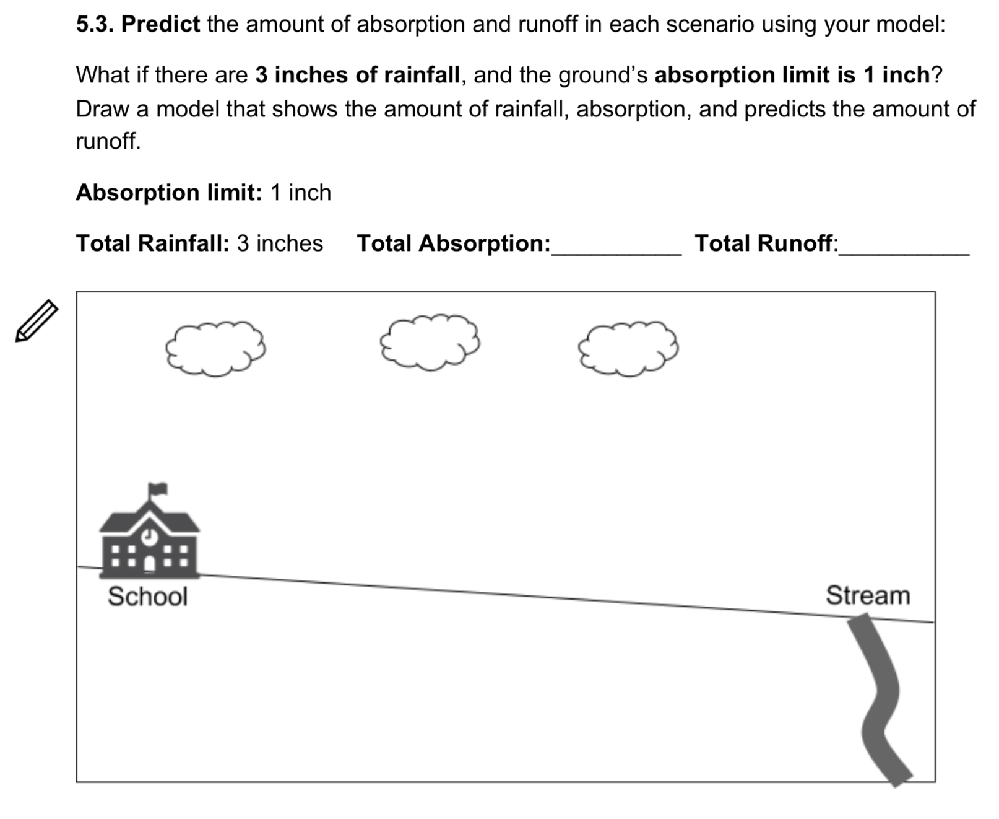 5.3. Predict the amount of absorption and runoff in each scenario using your model:
What if there are 3 inches of rainfall, and the ground’s absorption limit is 1 inch?
Draw a model that shows the amount of rainfall, absorption, and predicts the amount of
runoff.
Absorption limit: 1 inch
Total Rainfall: 3 inches Total Absorption:__________ Total Runoff:__________
School
Stream